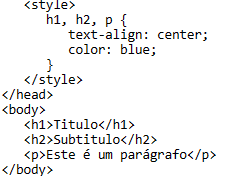 <style>
h1, h2, p {
text-align: center;
color: blue;
}
</style>
</head>
<body>
<h1>Titulo</h1>
<h2>Subtitulo</h2>
<p>Este é um parágrafo</p>
</body>